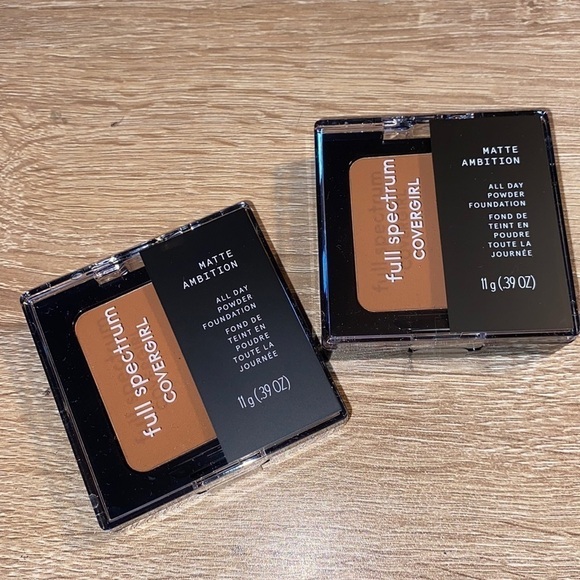 full spectrum
COVERGIRL
MATTE
AMBITION
ALL DAY
POWDER
FOUNDATION
FOND DE
TEINT EN
POUDRE
TOUTE LA
JOURNÉE
11 g (.39 OZ)
full spectrum
COVERGIRL
MATTE
AMBITION
ALL DAY
POWDER
FOUNDATION
FOND DE
TEINT EN
POUDRE
TOUTE LA
JOURNÉE
11 g (.39 OZ)